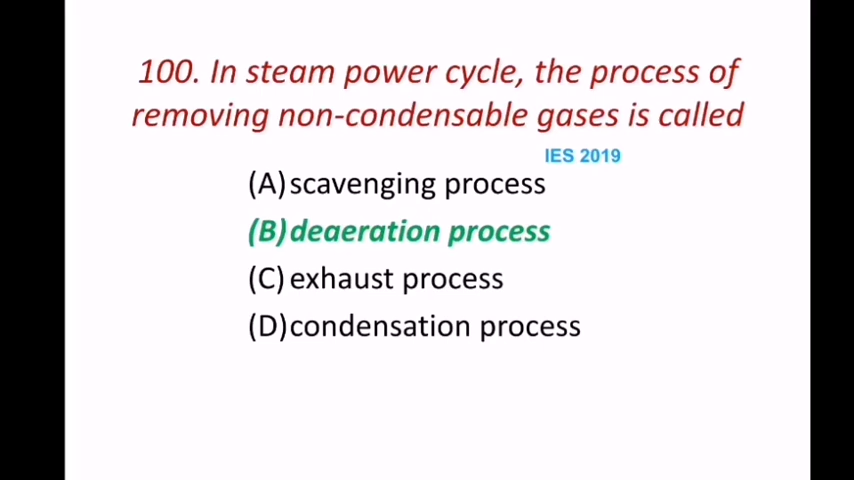 100. In steam power cycle, the process of
removing non-condensable gases is called
IES 2019
(A) scavenging process
(B) deaeration process
(C) exhaust process
(D) condensation process